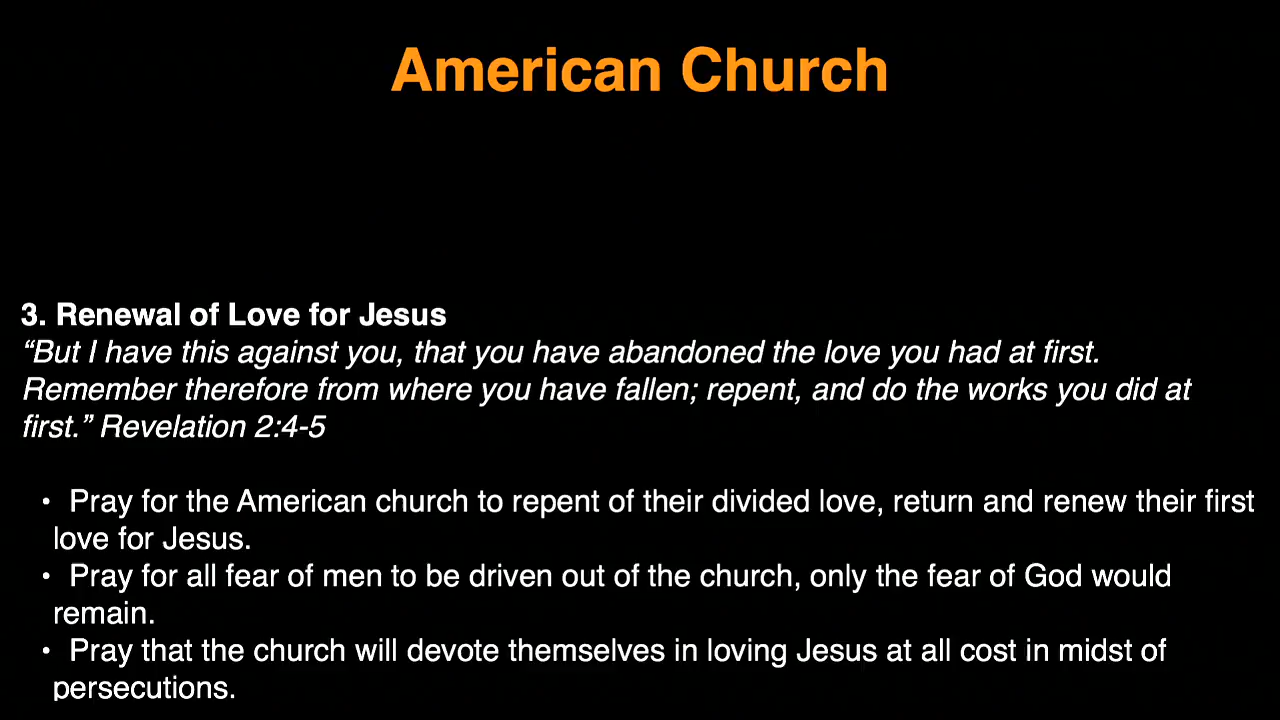 American Church
3. Renewal of Love for Jesus
“But I have this against you, that you have abandoned the love you had at first.
Remember therefore from where you have fallen; repent, and do the works you did at
first.” Revelation 2:4-5
• Pray for the American church to repent of their divided love, return and renew their first
love for Jesus.
• Pray for all fear of men to be driven out of the church, only the fear of God would
remain.
• Pray that the church will devote themselves in loving Jesus at all cost in midst of
persecutions.